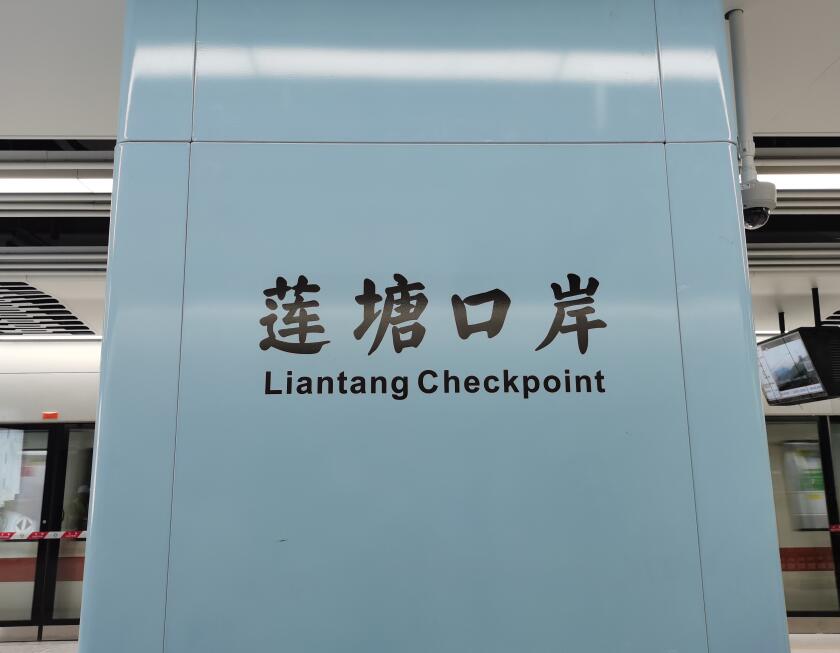 莲塘口岸
Liantang Checkpoint